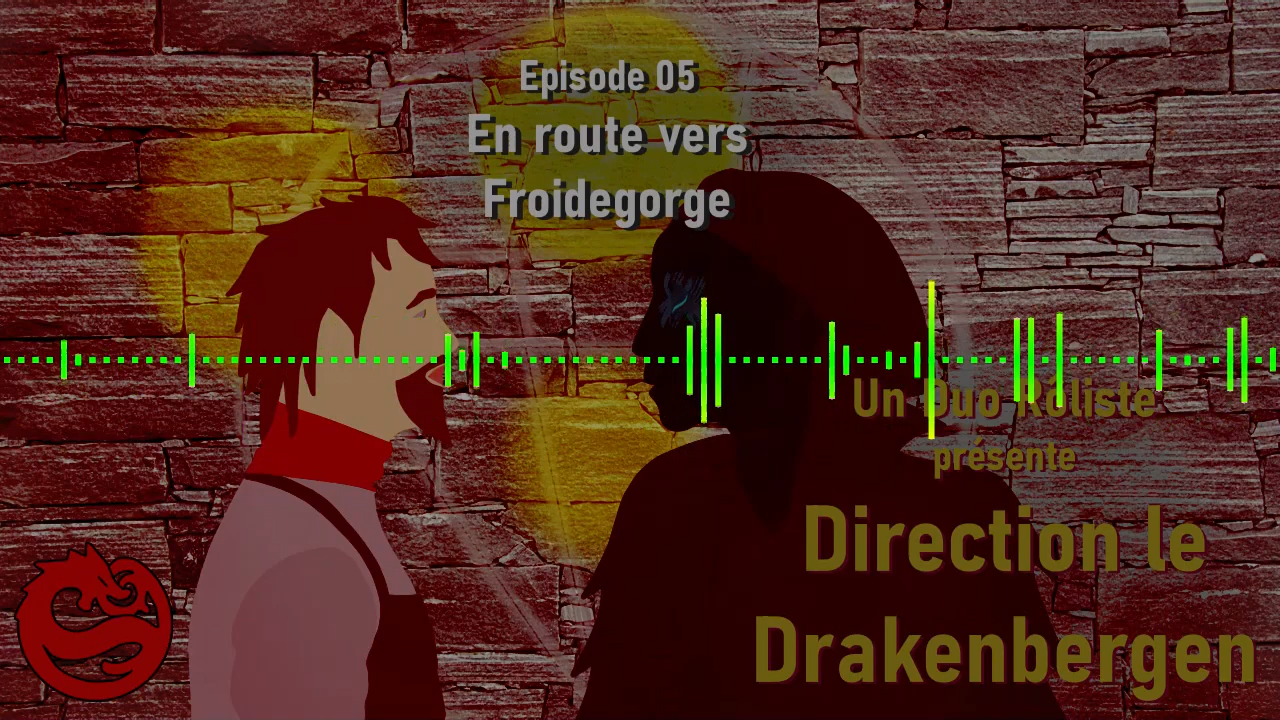 Episode 05
En route vers
Froidegorge
Un Duo Rôliste
présente
Direction le
Drakenbergen